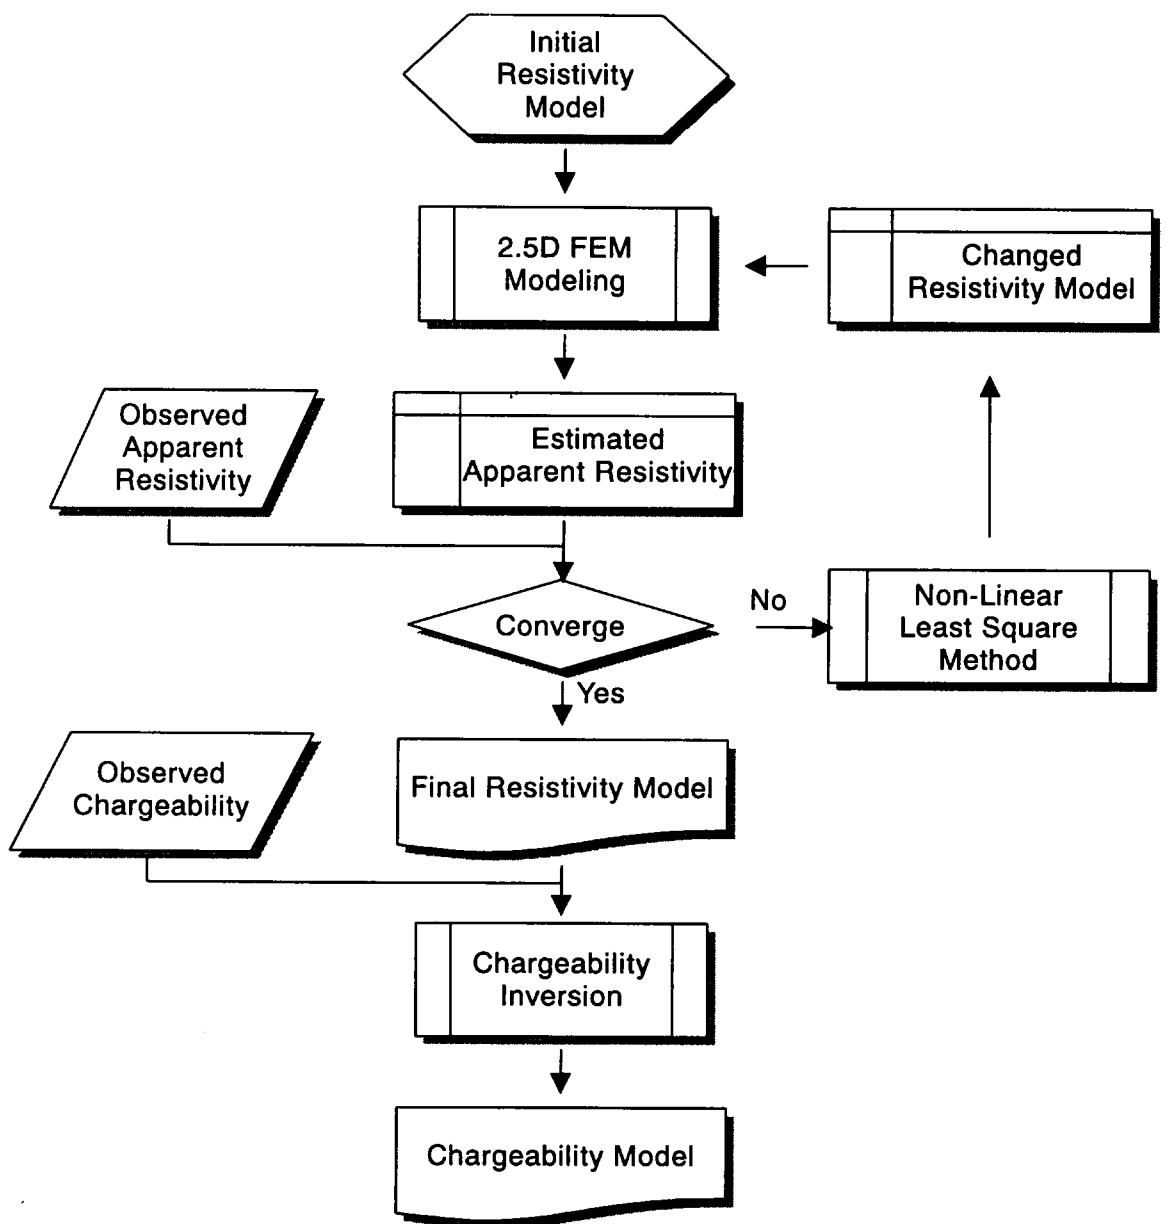 Initial
Resistivity
Model
2.5D FEM
Modeling
Changed
Resistivity Model
Observed
Apparent
Resistivity
Estimated
Apparent Resistivity
Converge
No
Non-Linear
Least Square
Method
Yes
Observed
Chargeability
Final Resistivity Model
Chargeability
Inversion
Chargeability Model